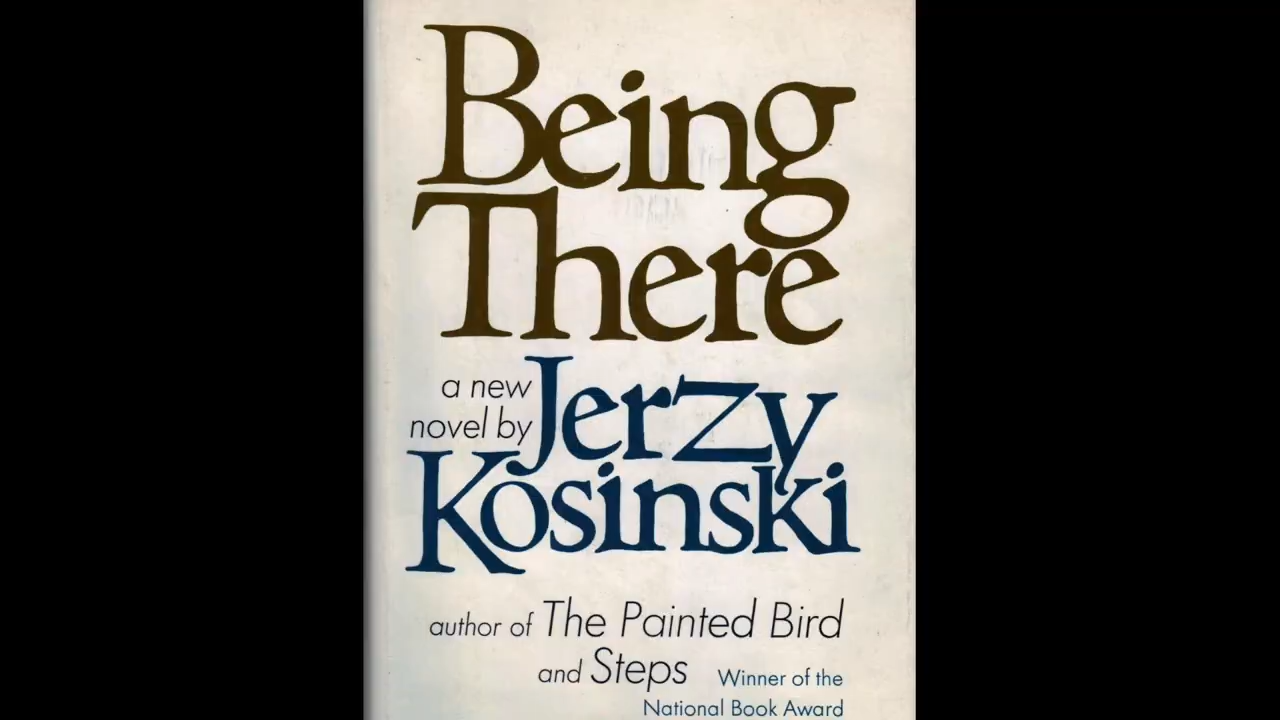 Being
There
a new
novel by
Jerzy
Kosinski
author of The Painted Bird
and Steps Winner of the
National Book Award